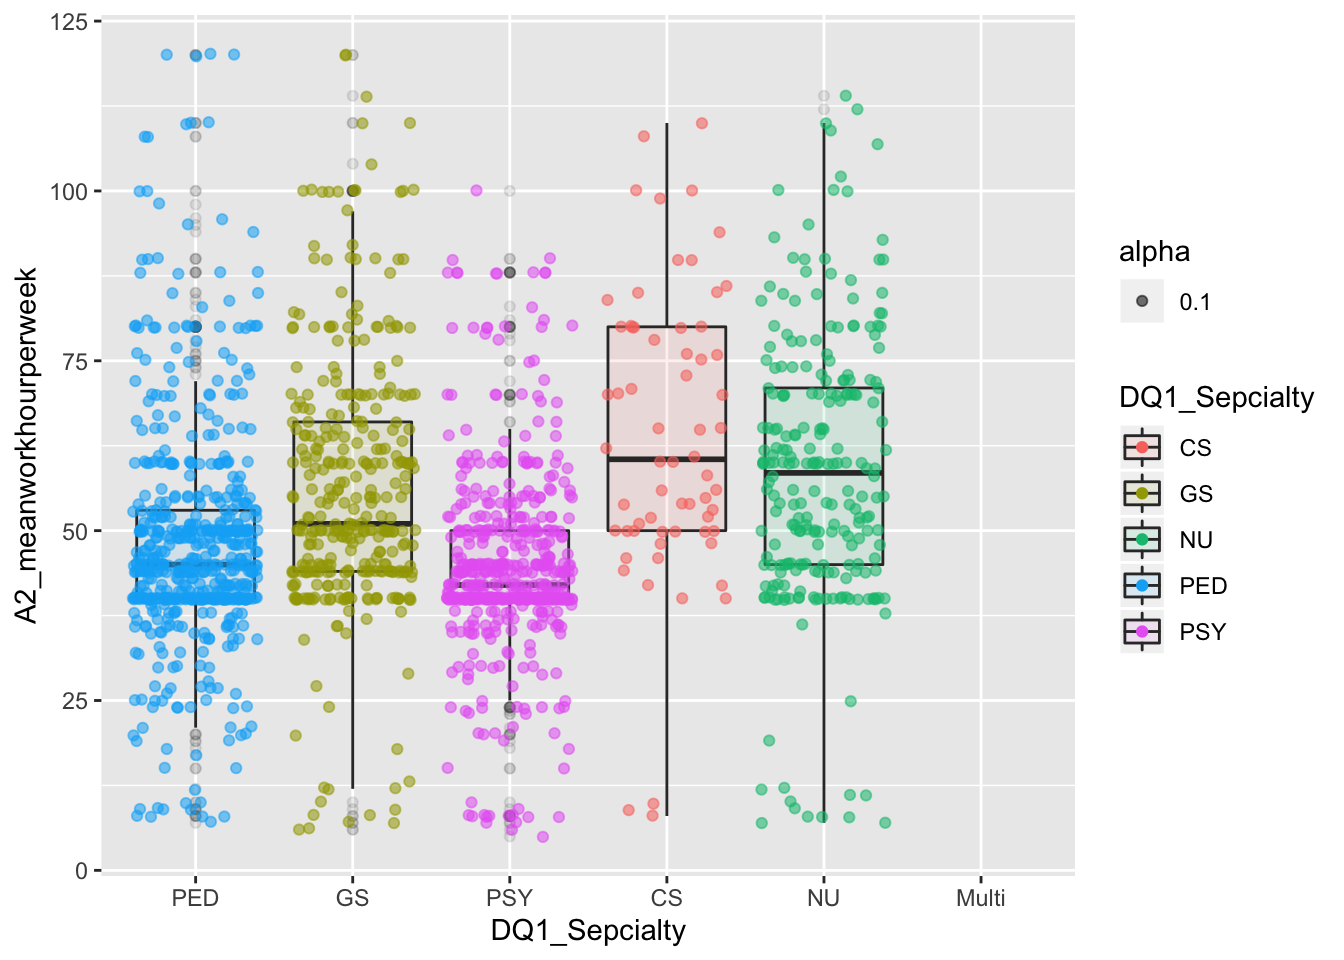 125
100
75
50
25
0
A2_meanworkhourperweek
PED GS PSY CS NU Multi
DQ1_Sepcialty
alpha
0.1
DQ1_Sepcialty
CS
GS
NU
PED
PSY